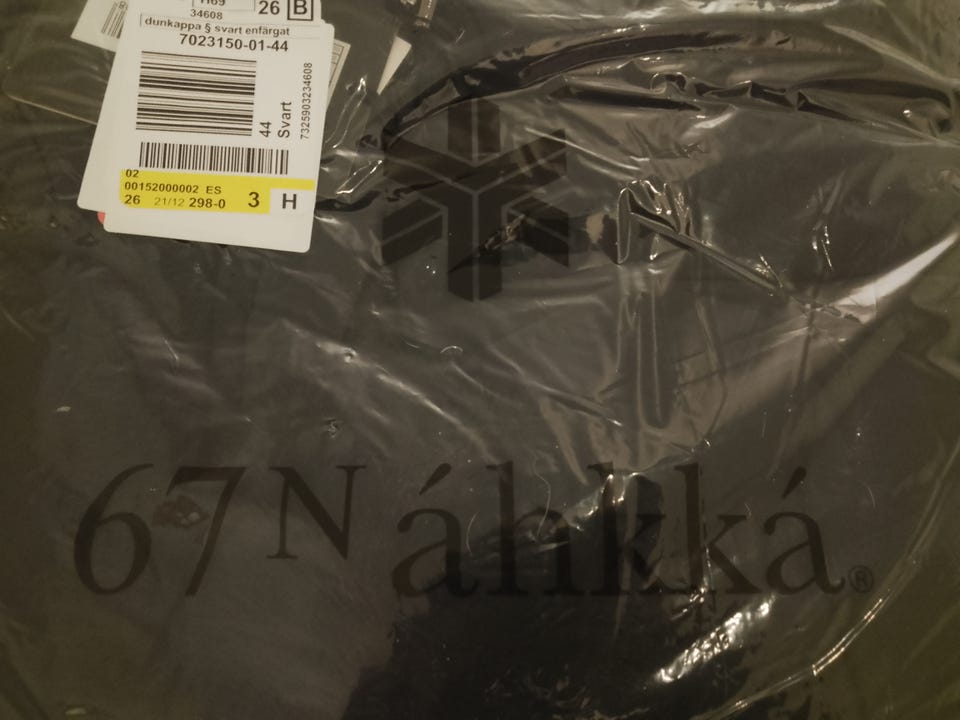 H69
26 B
34608
dunkappa § svart enfärgat
7023150-01-44
44
Svart
7325903234608
02
00152000002 ES
26 21/12 298-0 3 H
67N áhkká®